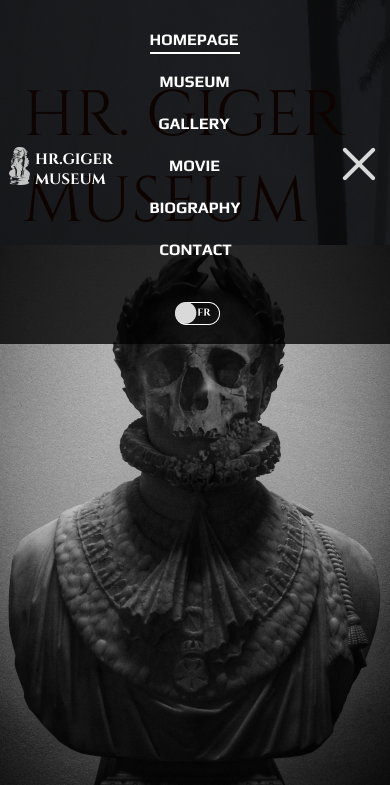 HOMEPAGE
MUSEUM
HR. GIGER
GALLERY
HR.GIGER
MUSEUM
MOVIE
MUSEUM
BIOGRAPHY
CONTACT
FR